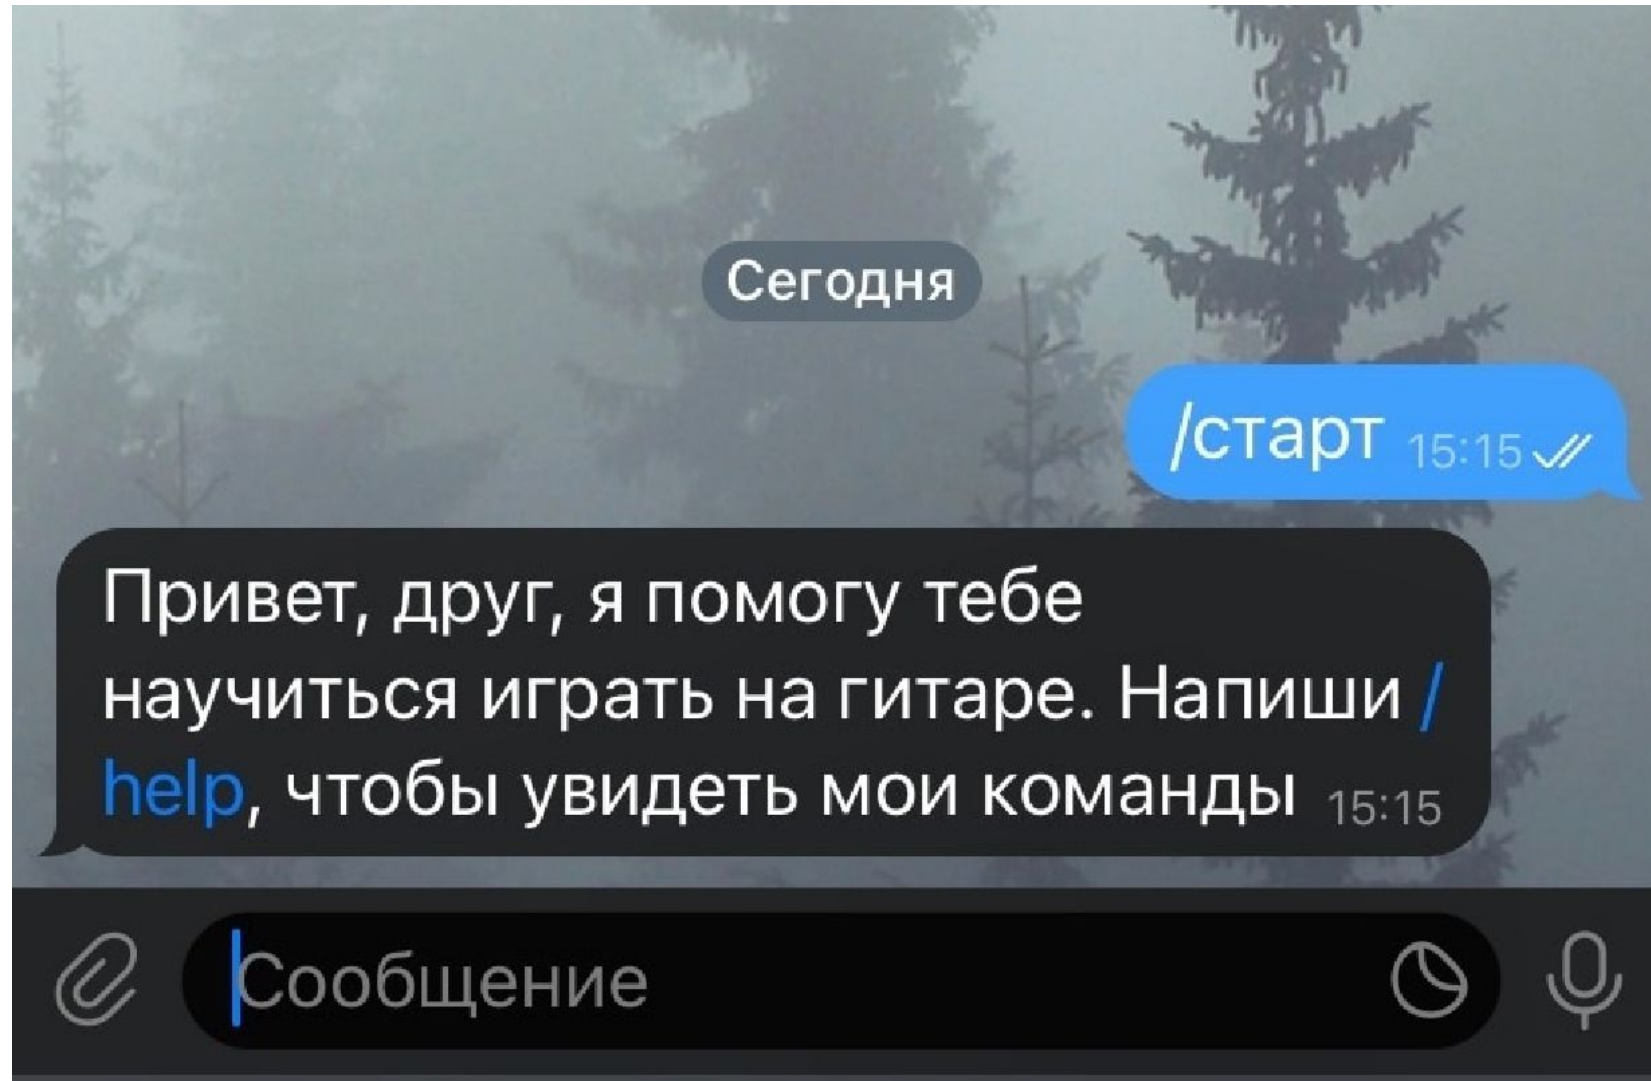 Сегодня
/старт 15:15
Привет, друг, я помогу тебе
научиться играть на гитаре. Напиши /
help, чтобы увидеть мои команды 15:15
Сообщение